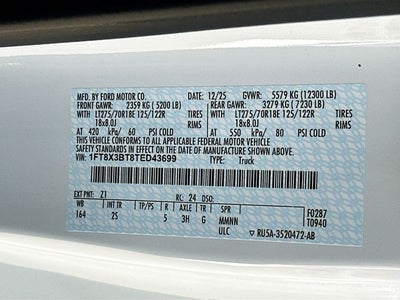 MFD. BY FORD MOTOR CO. 12/25 GVWR: 5579 KG (12300 LB)
FRONT GAWR: 2359 KG ( 5200 LB) REAR GAWR: 3279 KG ( 7230 LB)
LT275/70R18E 125/122R WITH TIRES LT275/70R18E 125/122R WITH TIRES
18x8.0J RIMS 18x8.0J RIMS
AT 420 kPa/ 60 PSI COLD AT 550 kPa/ 80 PSI COLD
THIS VEHICLE CONFORMS TO ALL APPLICABLE FEDERAL MOTOR VEHICLE
SAFETY STANDARDS IN EFFECT ON THE DATE OF MANUFACTURE SHOWN ABOVE.
VIN: 1FT8X3BT8TED43699 TYPE: Truck
EXT PNT: Z1 RC: 24 DSO:
WB INT TR TP/PS R AXLE TR SPR F0287
164 2S 5 3H G MMNN T0940
ULC RU5A-3520472-AB